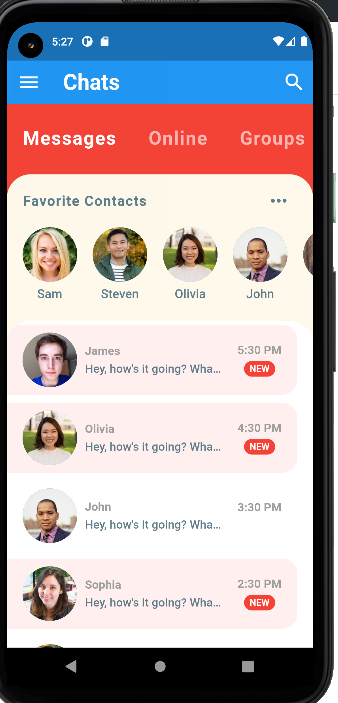 5:27
Chats
Messages Online Groups
Favorite Contacts
Sam Steven Olivia John
James 5:30 PM
Hey, how's it going? Wha... NEW
Olivia 4:30 PM
Hey, how's it going? Wha... NEW
John 3:30 PM
Hey, how's it going? Wha...
Sophia 2:30 PM
Hey, how's it going? Wha... NEW